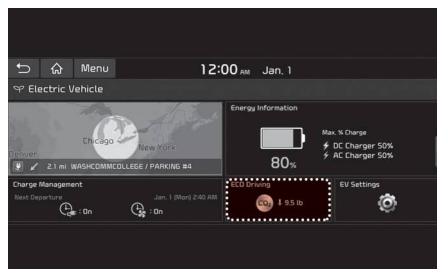 Menu
12:00 AM Jan. 1
Electric Vehicle
Chicago
New York
Denver
2.1 mi WASHCOMMCOLLEGE / PARKING #4
Energy Information
80%
Max. % Charge
DC Charger 50%
AC Charger 50%
Charge Management
Next Departure Jan. 1 (Mon) 2:40 AM
: On : On
ECO Driving
CO₂ ⬇ 9.5 lb
EV Settings